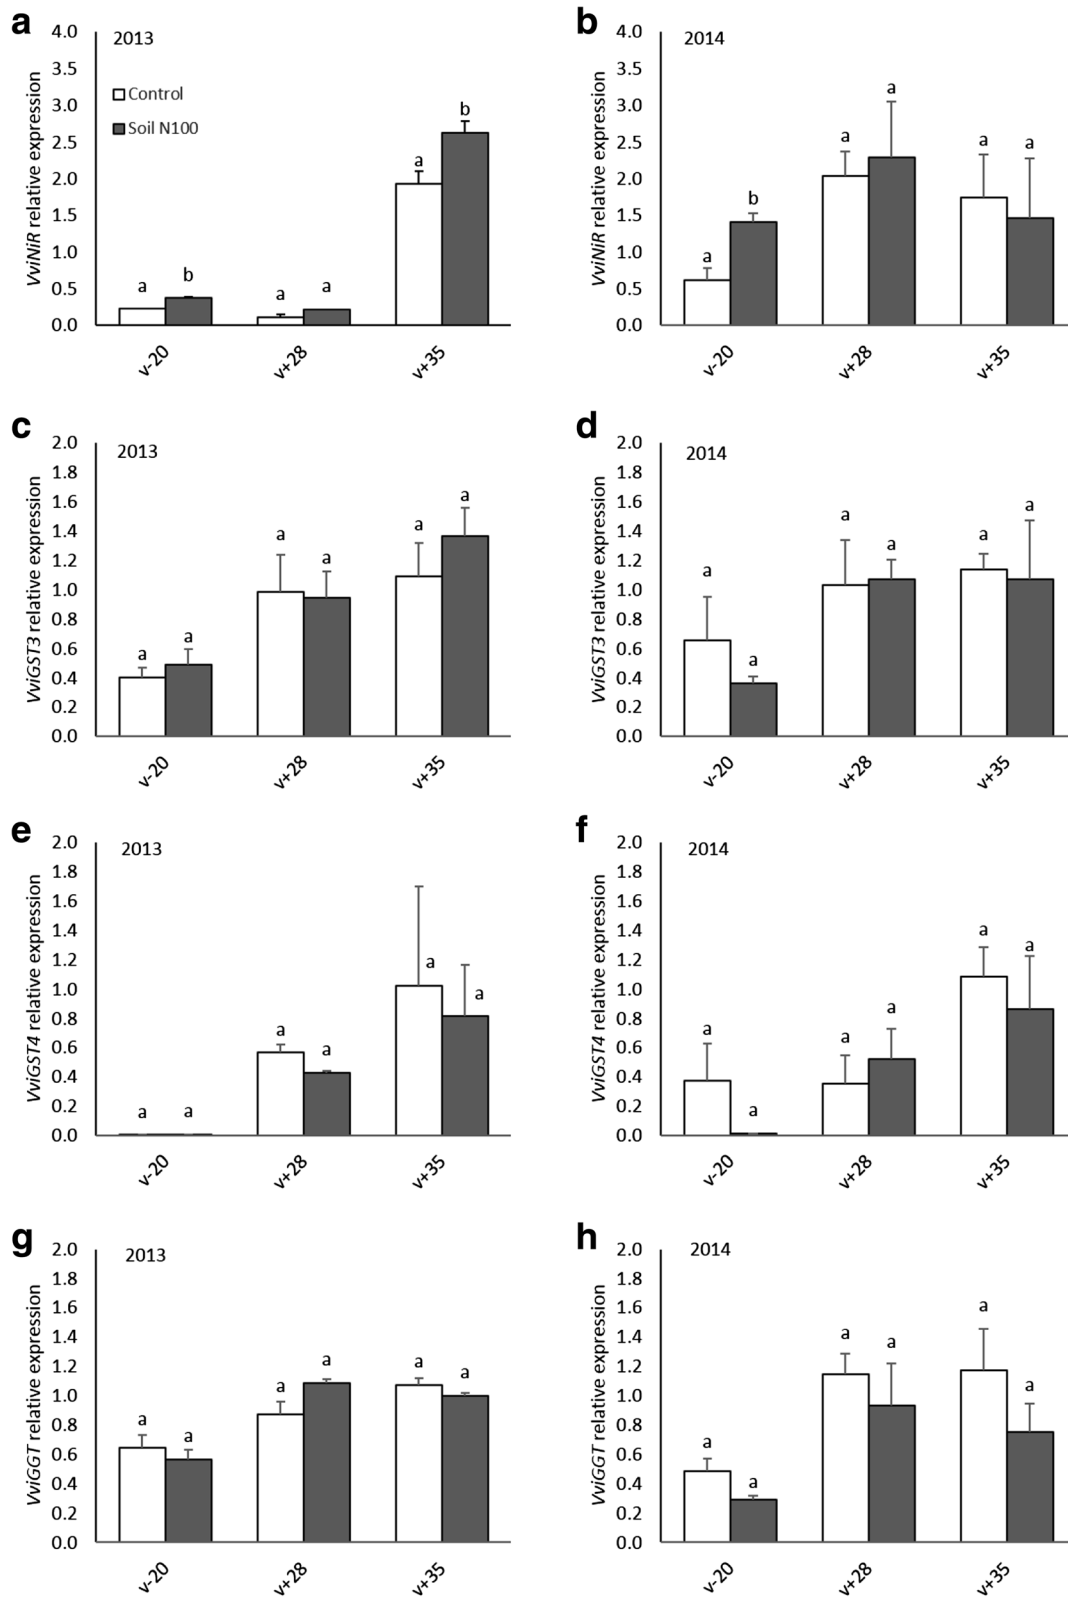 a
b
4.0
2013
4.0
2014
3.5
3.5
3.0
Control
b
3.0
a
2.5
Soil N100
2.5
a
a
a
2.0
a
2.0
1.5
1.5
b
1.0
1.0
a
0.5
a
b
a
a
0.5
0.0
0.0
VviNiR relative expression
VviNiR relative expression
v-20
v+28
v+35
v-20
v+28
v+35
c
d
2.0
2013
2.0
2014
1.8
1.8
1.6
a
1.6
a
a
1.4
a
a
1.4
a
a
1.2
a
1.2
1.0
1.0
a
0.8
0.8
0.6
a
a
0.6
a
0.4
0.4
0.2
0.2
0.0
0.0
VviGST3 relative expression
VviGST3 relative expression
v-20
v+28
v+35
v-20
v+28
v+35
e
f
2.0
2013
2.0
2014
1.8
1.8
1.6
1.6
1.4
1.4
a
a
1.2
a
1.2
1.0
a
1.0
a
0.8
a
0.8
a
a
0.6
a
0.6
0.4
0.4
0.2
a
a
0.2
a
0.0
0.0
VviGST4 relative expression
VviGST4 relative expression
v-20
v+28
v+35
v-20
v+28
v+35
g
h
2.0
2013
2.0
2014
1.8
1.8
1.6
1.6
a
1.4
1.4
a
a
1.2
a
a
a
1.2
1.0
a
1.0
a
0.8
a
0.8
0.6
a
0.6
a
0.4
0.4
a
0.2
0.2
0.0
0.0
VviGGT relative expression
VviGGT relative expression
v-20
v+28
v+35
v-20
v+28
v+35